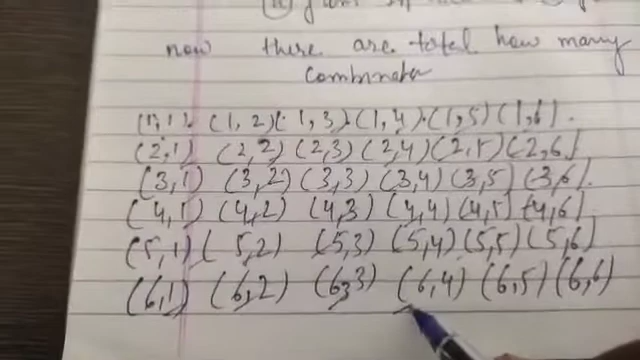 now there are total how many
(1,1). (1,2)(1,3).(1,4).(1,5)(1,6).
(2,1) (2,2)(2,3)(2,4)(2,5)(2,6)
(3,1) (3,2)(3,3)(3,4)(3,5)(3,6).
(4,1) (4,2) (4,3) (4,4)(4,5)(4,6)
(5,1)(5,2) (5,3) (5,4)(5,5)(5,6)
(6,1) (6,2) (6,3) (6,4) (6,5)(6,6)